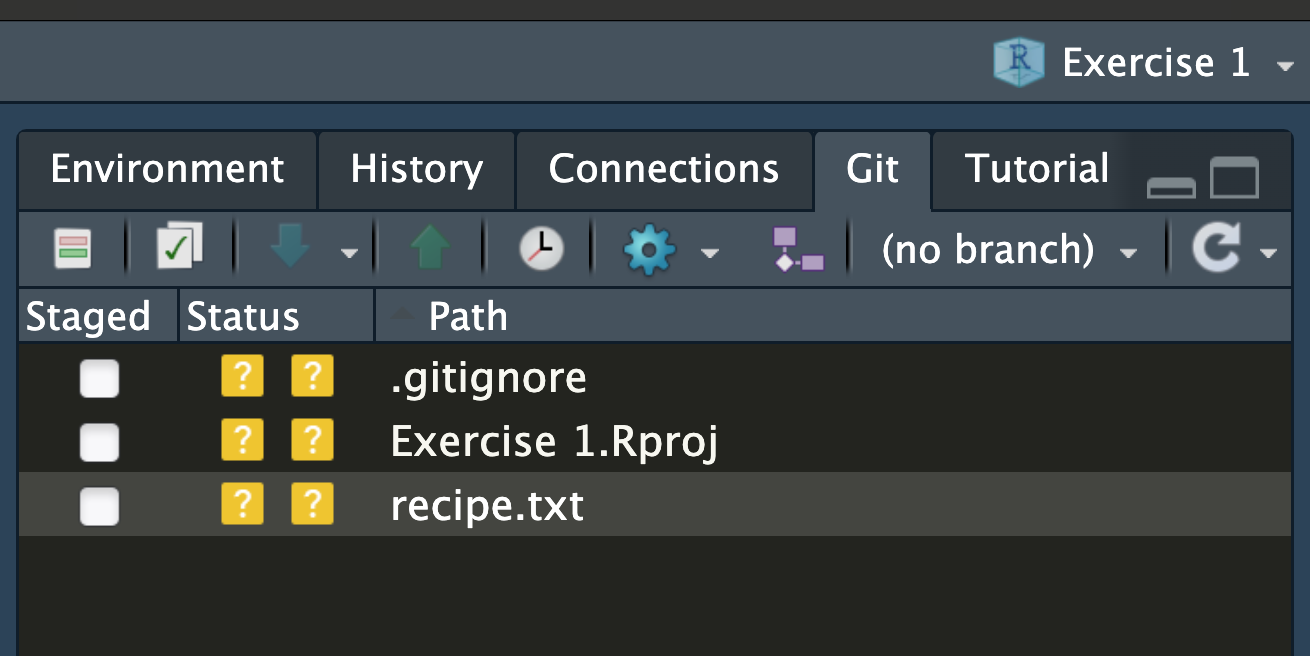 R Exercise 1
Environment History Connections Git Tutorial
(no branch)
Staged Status Path
? ? .gitignore
? ? Exercise 1.Rproj
? ? recipe.txt